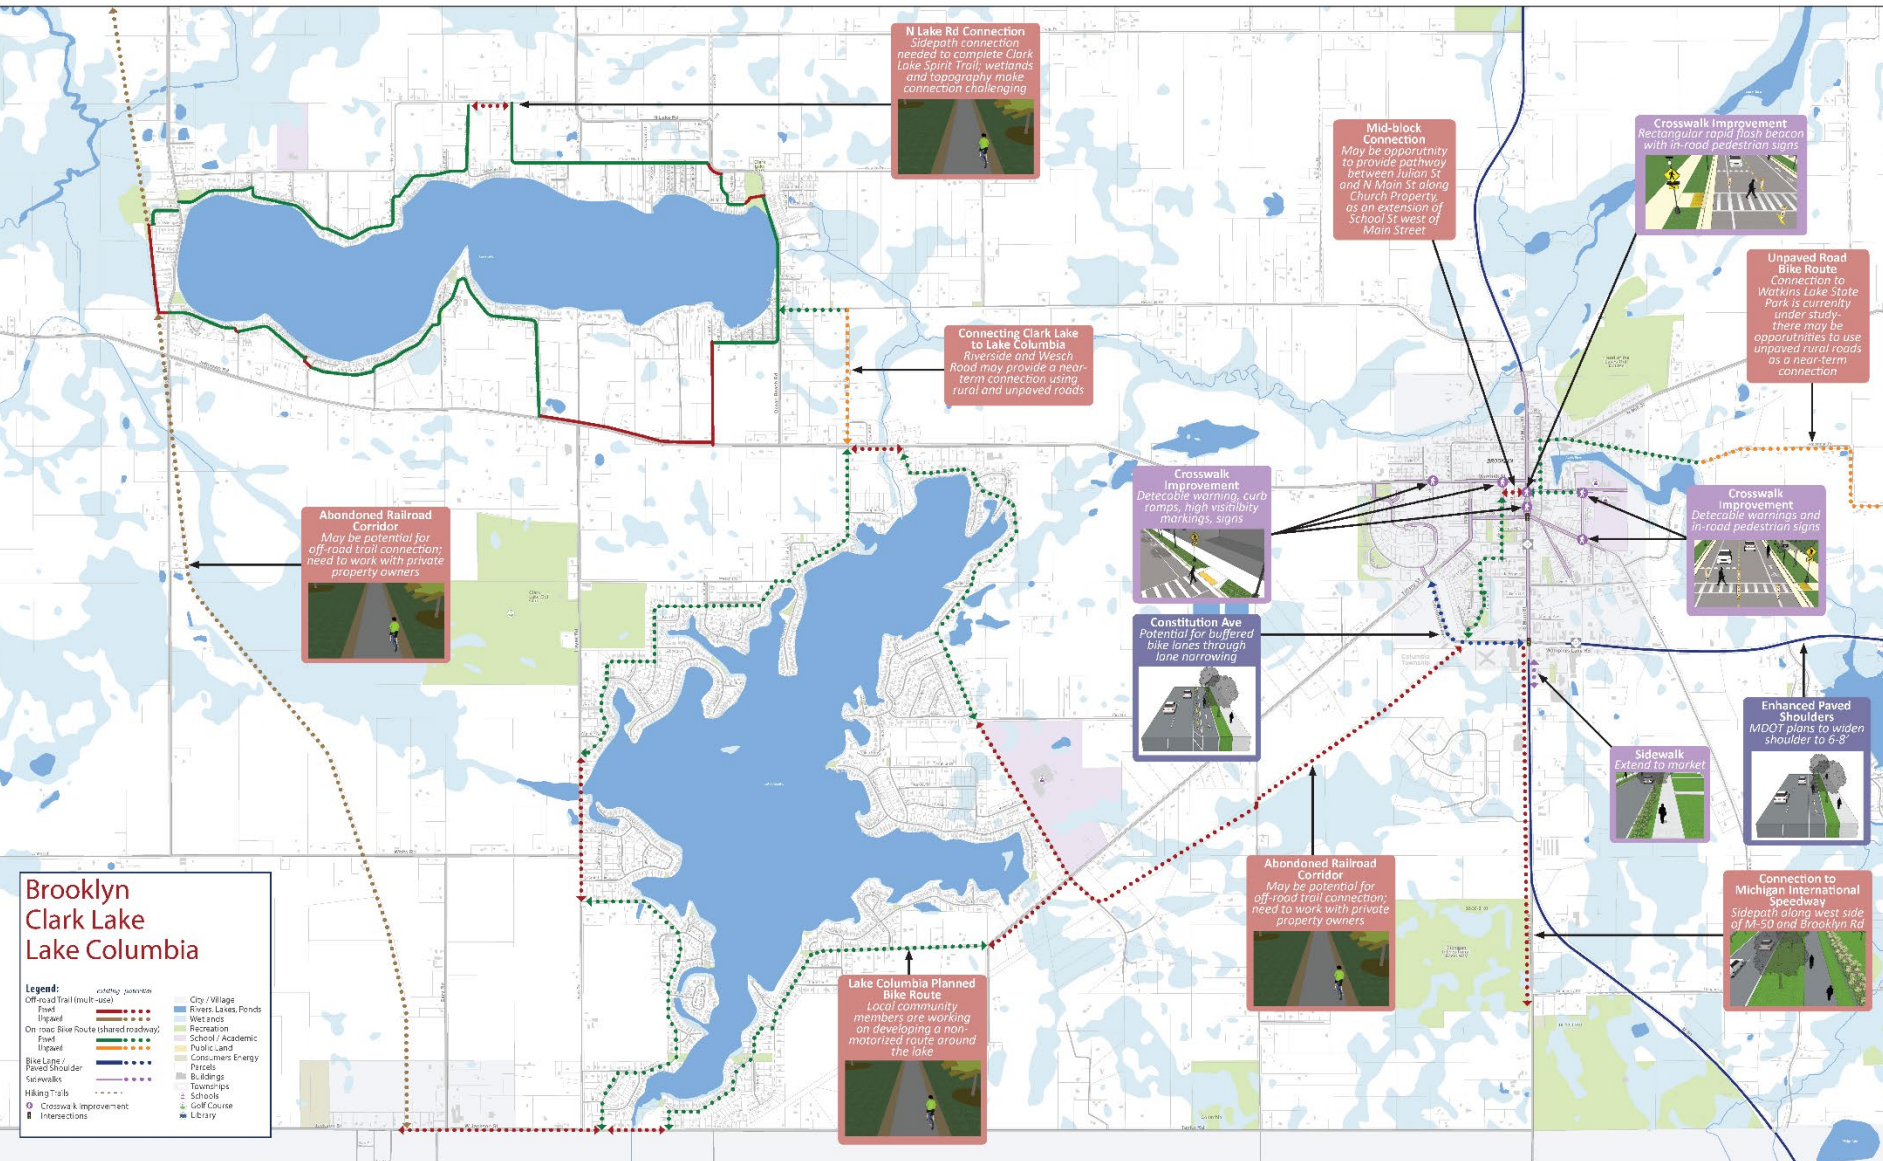 N Lake Rd Connection
Sidepath connection
needed to complete Clark
Lake Spirit Trail; wetlands
and topography make
connection challenging
Mid-block
Connection
May be opporutnity
to provide pathway
between Julian St
and N Main St along
Church Property,
as an extension of
School St west of
Main Street
Crosswalk Improvement
Rectangular rapid flash beacon
with in-road pedestrian signs
Unpaved Road
Bike Route
Connection to
Watkins Lake State
Park is currenlty
under study-
there may be
opporutnities to use
unpaved rural roads
as a near-term
connection
Connecting Clark Lake
to Lake Columbia
Riverside and Wesch
Road may provide a near-
term connection using
rural and unpaved roads
Crosswalk
Improvement
Detecable warning, curb
ramps, high visitilbity
markings, signs
Crosswalk
Improvement
Detecable warnings and
in-road pedestrian signs
Abondoned Railroad
Corridor
May be potential for
off-road trail connection;
need to work with private
property owners
Constitution Ave
Potential for buffered
bike lanes through
lane narrowing
Enhanced Paved
Shoulders
MDOT plans to widen
shoulder to 6-8'
Sidewalk
Extend to market
Abondoned Railroad
Corridor
May be potential for
off-road trail connection;
need to work with private
property owners
Connection to
Michigan International
Speedway
Sidepath along west side
of M-50 and Brooklyn Rd
Lake Columbia Planned
Bike Route
Local community
members are working
on developing a non-
motorized route around
the lake
BROOKLYN
Columbia
Township
Brooklyn
Clark Lake
Lake Columbia
Legend:
existing potential
Off-road Trail (multi-use)
Paved
Unpaved
On-road Bike Route (shared roadway)
Paved
Unpaved
Bike Lane /
Paved Shoulder
Sidewalks
Hiking Trails
Crosswalk Improvement
Intersections
City / Village
Rivers, Lakes, Ponds
Wetlands
Recreation
School / Academic
Public Land
Consumers Energy
Parcels
Buildings
Townships
Schools
Golf Course
Library